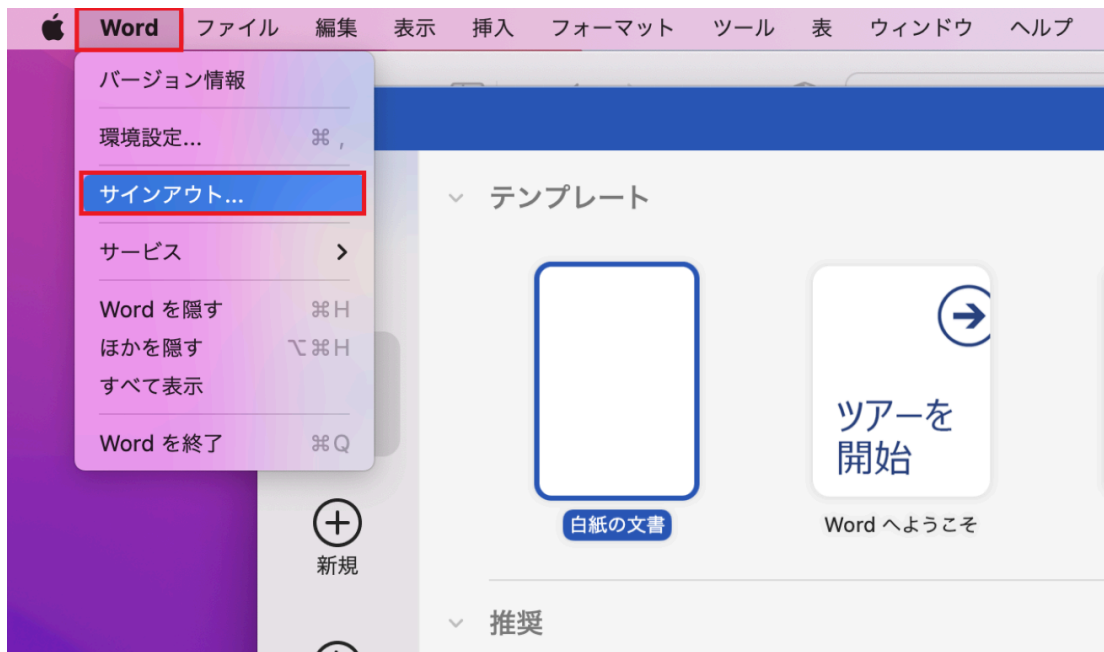 Word ファイル 編集 表示 挿入 フォーマット ツール 表 ウィンドウ ヘルプ
バージョン情報
環境設定... ⌘ ,
サインアウト...
サービス
Word を隠す ⌘H
ほかを隠す ⌥⌘H
すべて表示
Word を終了 ⌘Q
新規
テンプレート
ツアーを
開始
白紙の文書
Word へようこそ
推奨